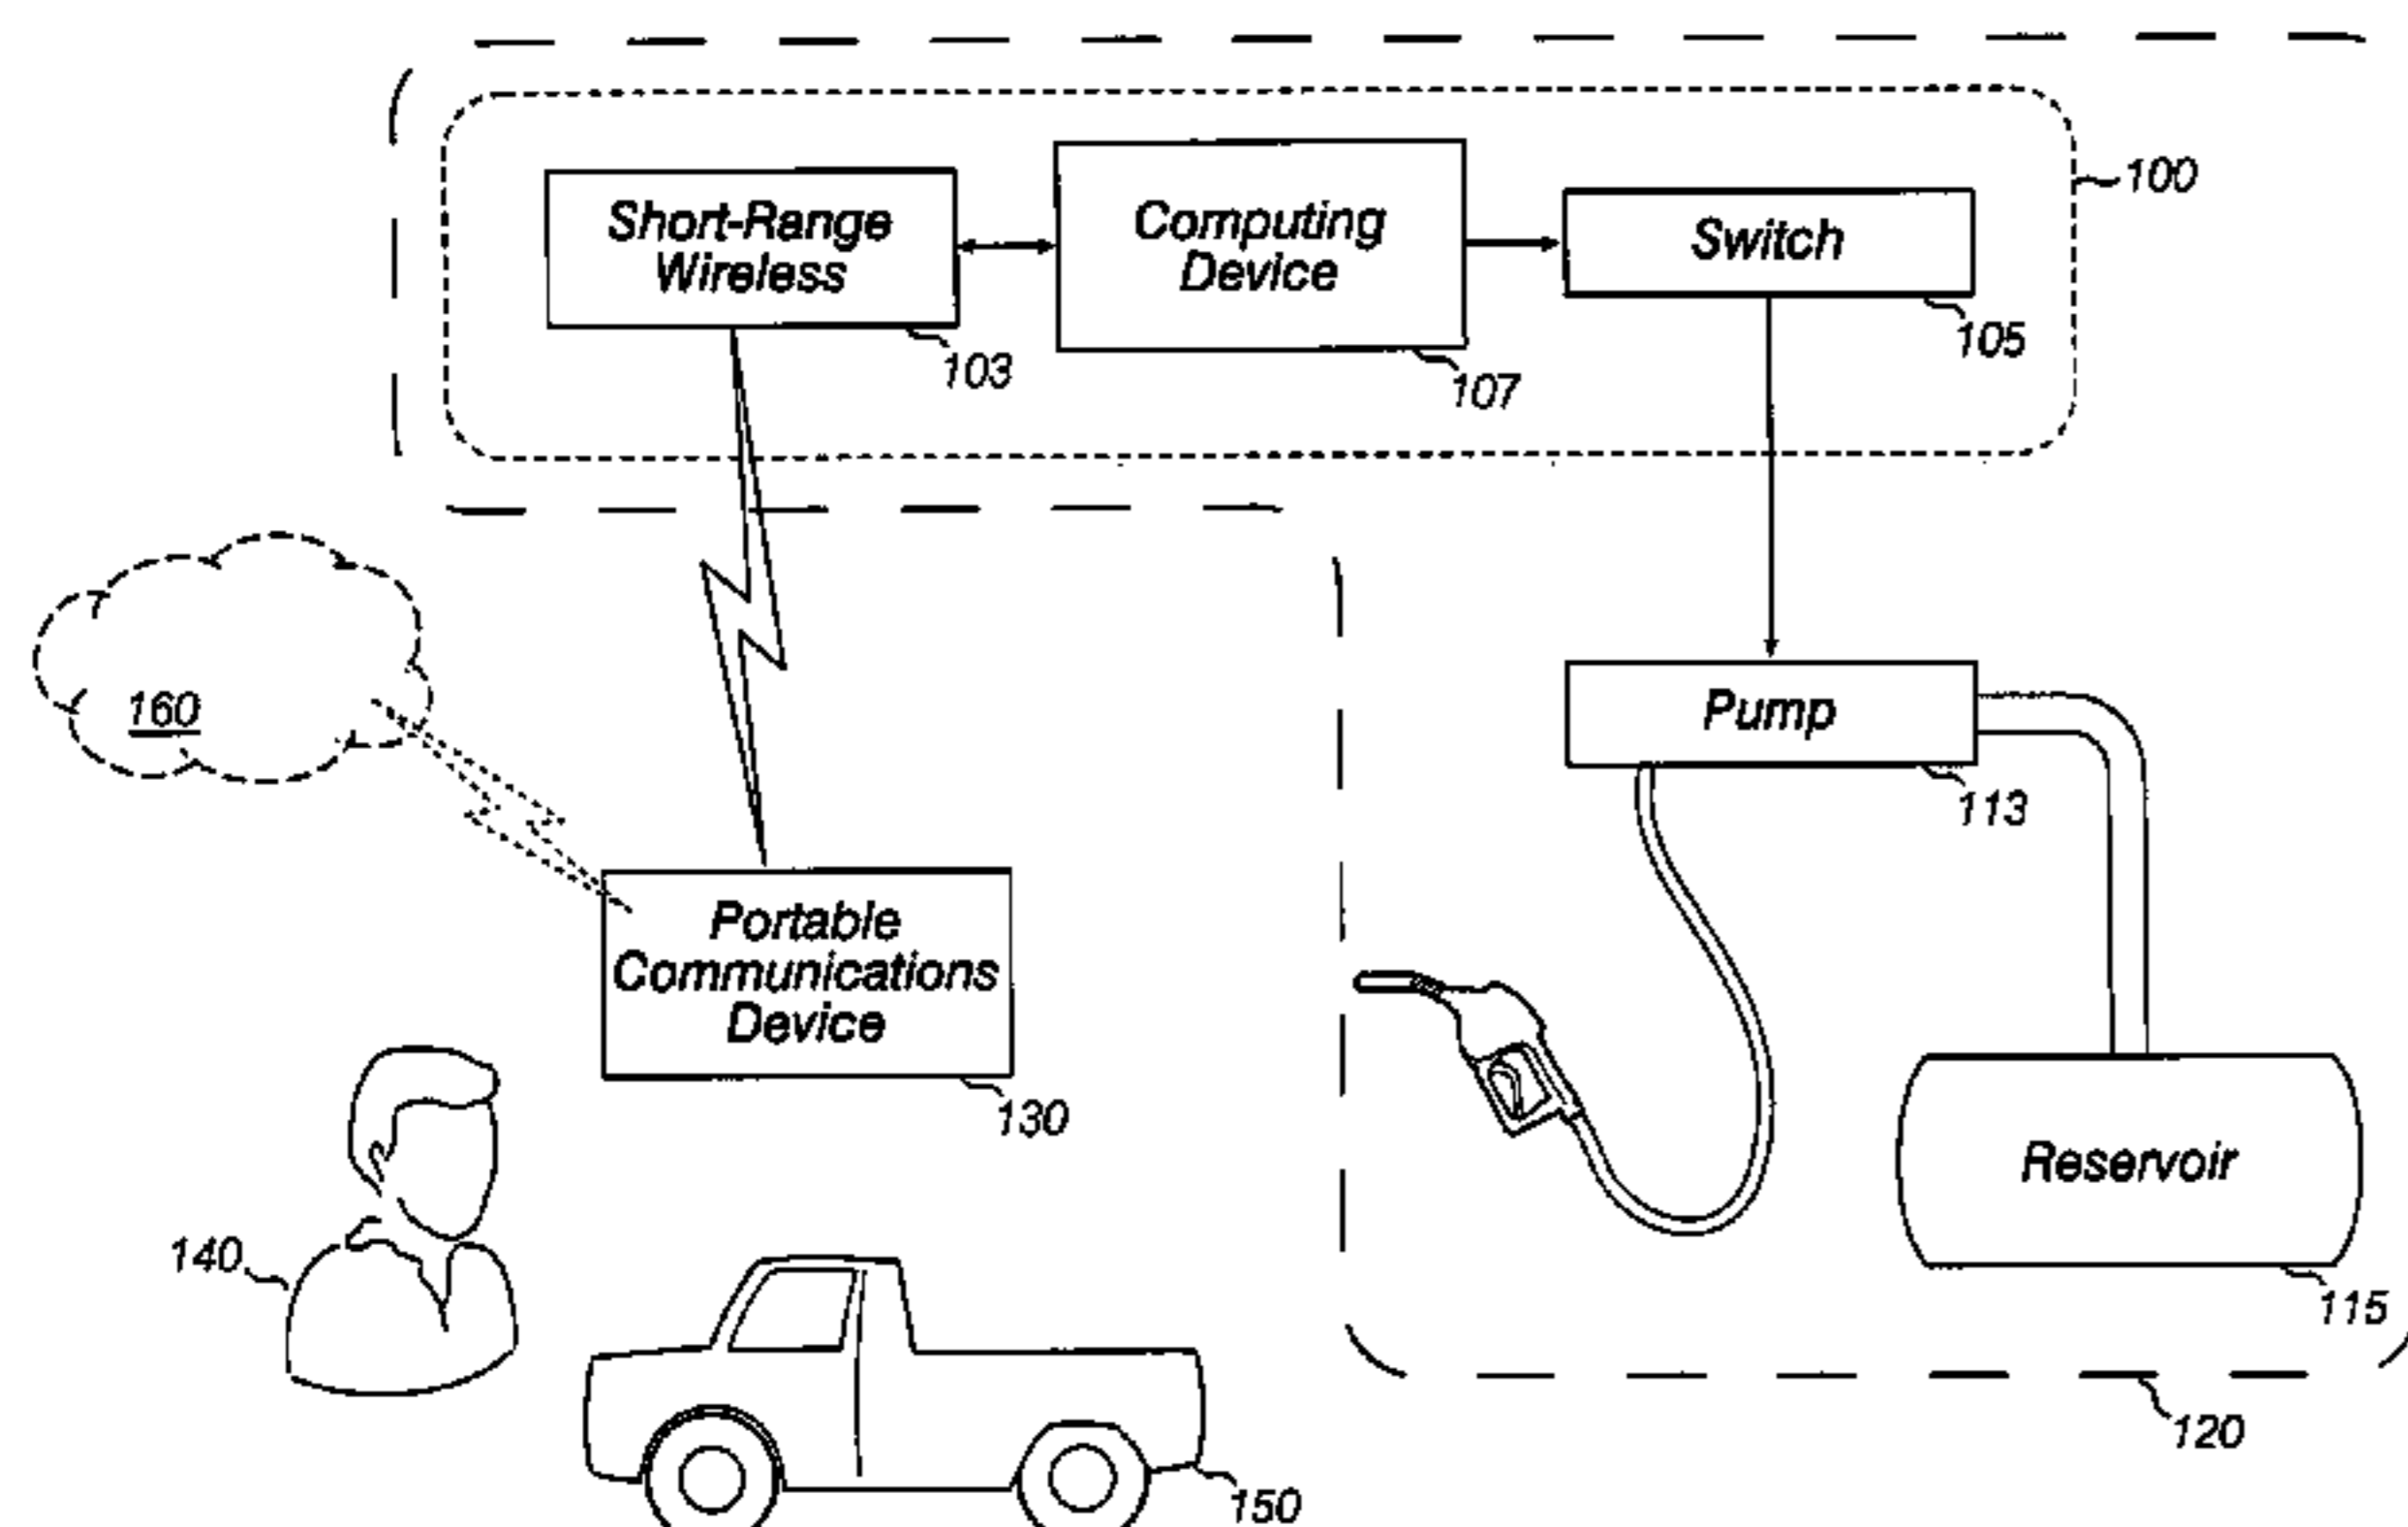 100
Short-Range
Wireless
103
Computing
Device
107
Switch
105
160
Portable
Communications
Device
130
Pump
113
Reservoir
115
140
150
120